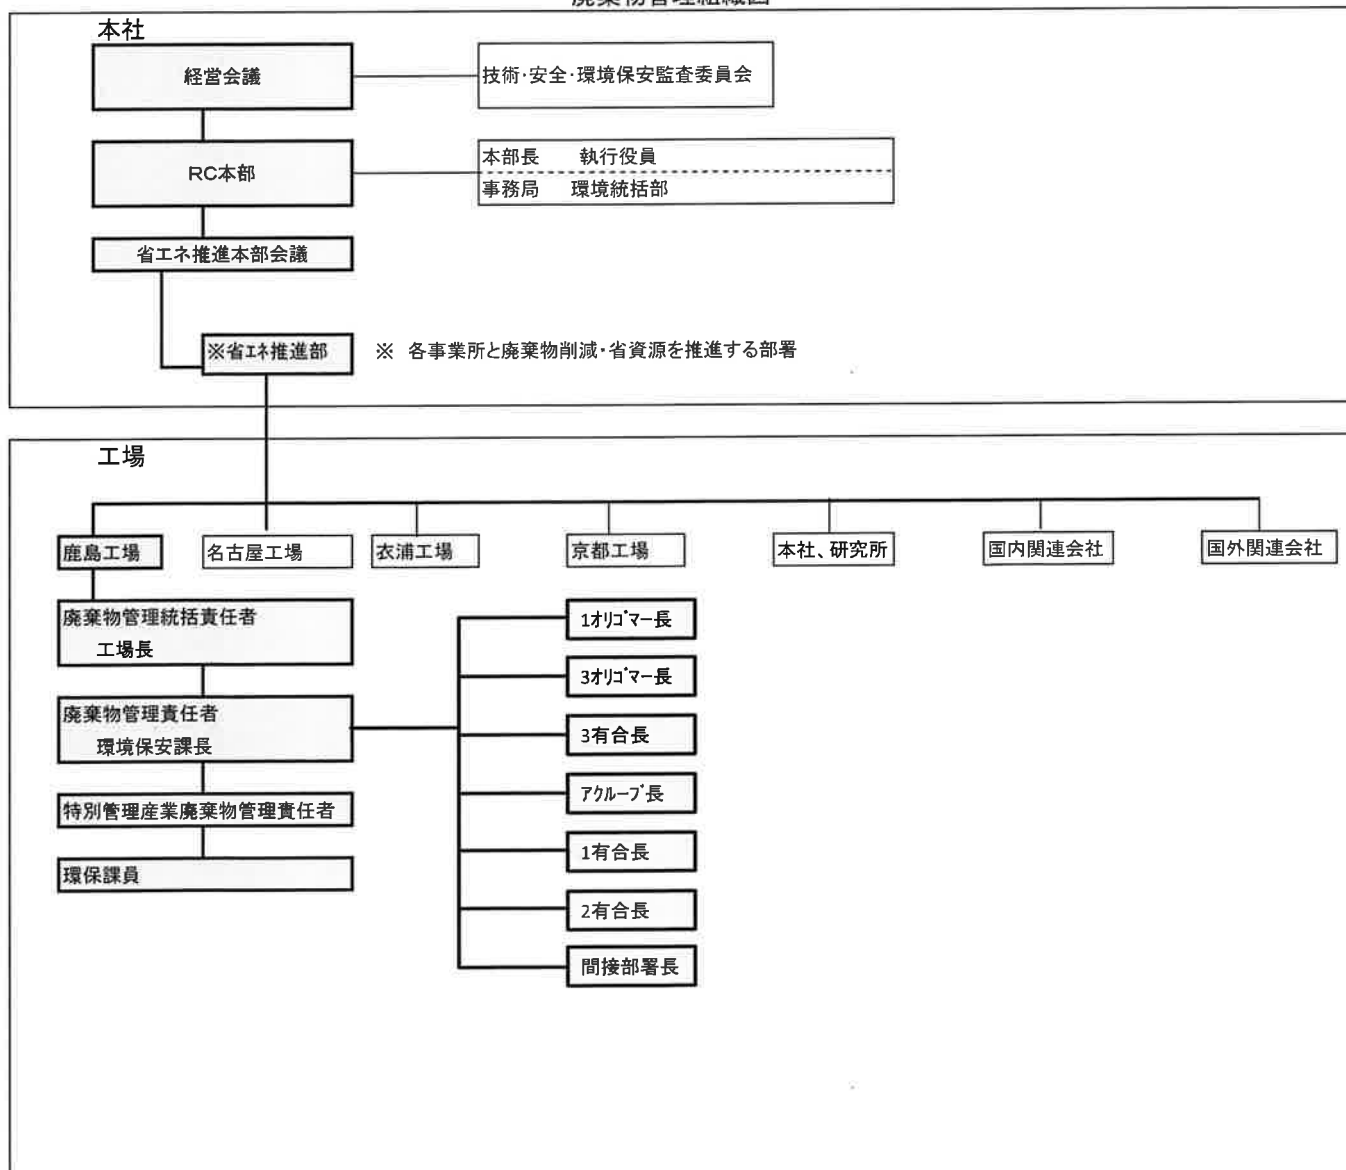 廃棄物管理組織図
本社
経営会議
技術・安全・環境保安監査委員会
RC本部
本部長 執行役員
事務局 環境統括部
省エネ推進本部会議
※省エネ推進部
※ 各事業所と廃棄物削減・省資源を推進する部署
工場
鹿島工場
名古屋工場
衣浦工場
京都工場
本社、研究所
国内関連会社
国外関連会社
廃棄物管理統括責任者
工場長
廃棄物管理責任者
環境保安課長
特別管理産業廃棄物管理責任者
環保課員
1オリゴマー長
3オリゴマー長
3有合長
アクルーブ長
1有合長
2有合長
間接部署長